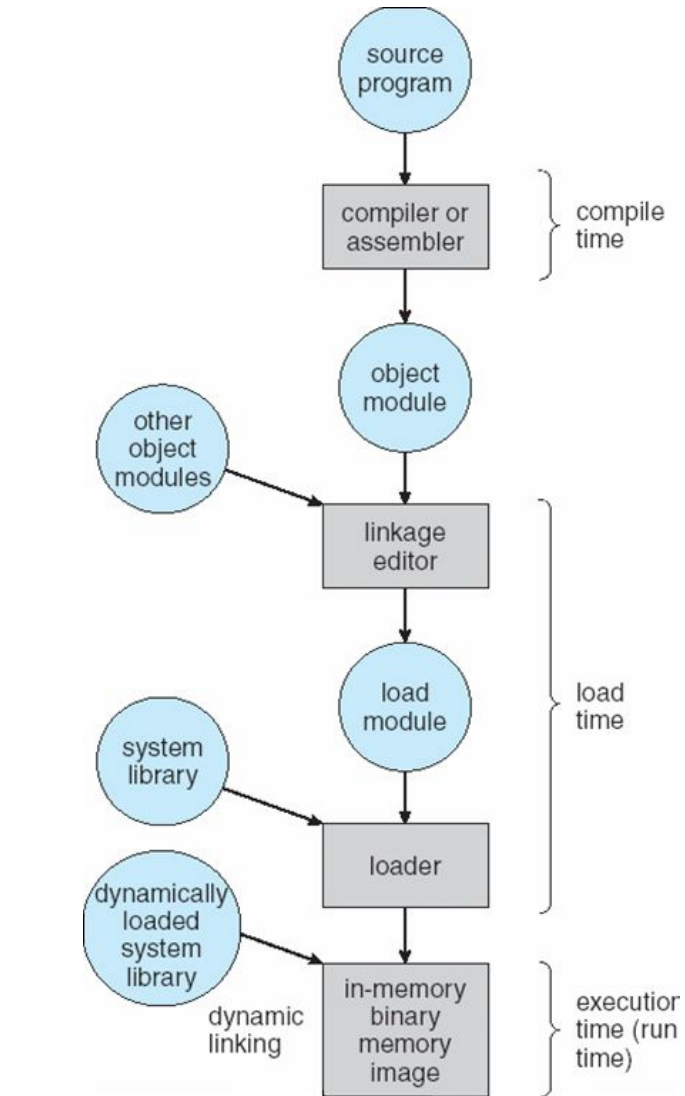 source
program
compiler or
assembler
compile
time
object
module
other
object
modules
linkage
editor
load
module
load
time
system
library
loader
dynamically
loaded
system
library
dynamic
linking
in-memory
binary
memory
image
execution
time (run
time)